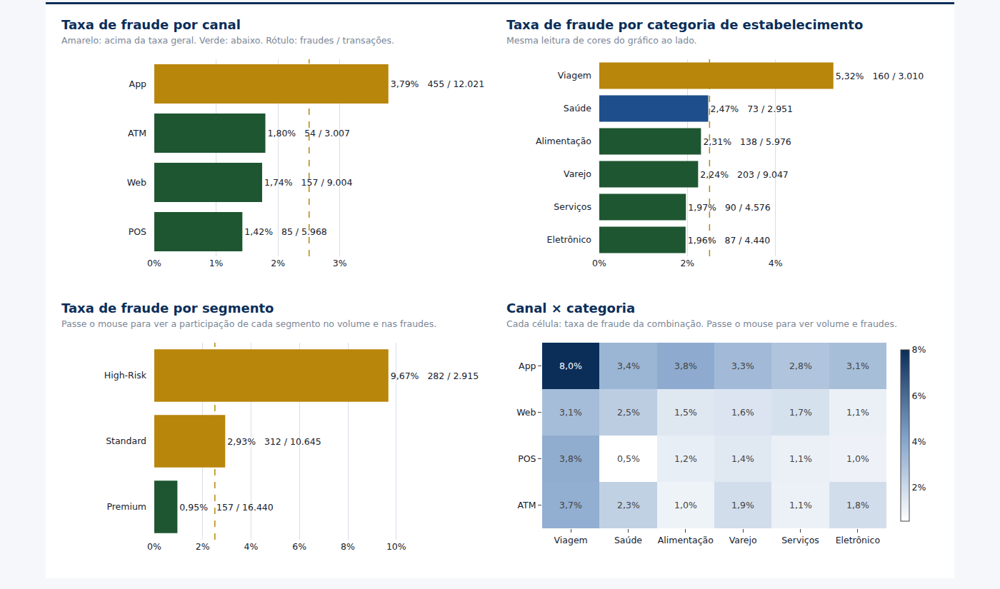 Taxa de fraude por canal
Amarelo: acima da taxa geral. Verde: abaixo. Rótulo: fraudes / transações.
App 3,79% 455 / 12.021
ATM 1,80% 54 / 3.007
Web 1,74% 157 / 9.004
POS 1,42% 85 / 5.968
0% 1% 2% 3%
Taxa de fraude por categoria de estabelecimento
Mesma leitura de cores do gráfico ao lado.
Viagem 5,32% 160 / 3.010
Saúde 2,47% 73 / 2.951
Alimentação 2,31% 138 / 5.976
Varejo 2,24% 203 / 9.047
Serviços 1,97% 90 / 4.576
Eletrônico 1,96% 87 / 4.440
0% 2% 4%
Taxa de fraude por segmento
Passe o mouse para ver a participação de cada segmento no volume e nas fraudes.
High-Risk 9,67% 282 / 2.915
Standard 2,93% 312 / 10.645
Premium 0,95% 157 / 16.440
0% 2% 4% 6% 8% 10%
Canal × categoria
Cada célula: taxa de fraude da combinação. Passe o mouse para ver volume e fraudes.
App 8,0% 3,4% 3,8% 3,3% 2,8% 3,1%
Web 3,1% 2,5% 1,5% 1,6% 1,7% 1,1%
POS 3,8% 0,5% 1,2% 1,4% 1,1% 1,0%
ATM 3,7% 2,3% 1,0% 1,9% 1,1% 1,8%
Viagem Saúde Alimentação Varejo Serviços Eletrônico
8%
6%
4%
2%